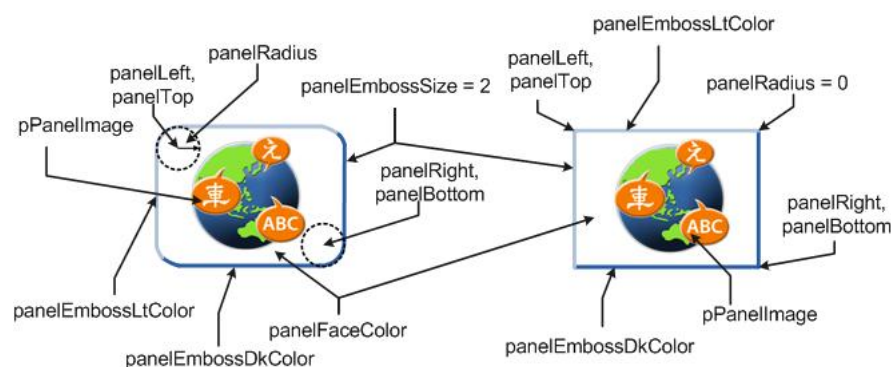 panelEmbossLtColor
panelRadius
panelLeft,
panelTop
panelEmbossSize = 2
panelLeft,
panelTop
panelRadius = 0
pPanelImage
え
車
ABC
panelRight,
panelBottom
え
車
ABC
panelRight,
panelBottom
panelEmbossLtColor
panelFaceColor
pPanelImage
panelEmbossDkColor
panelEmbossDkColor